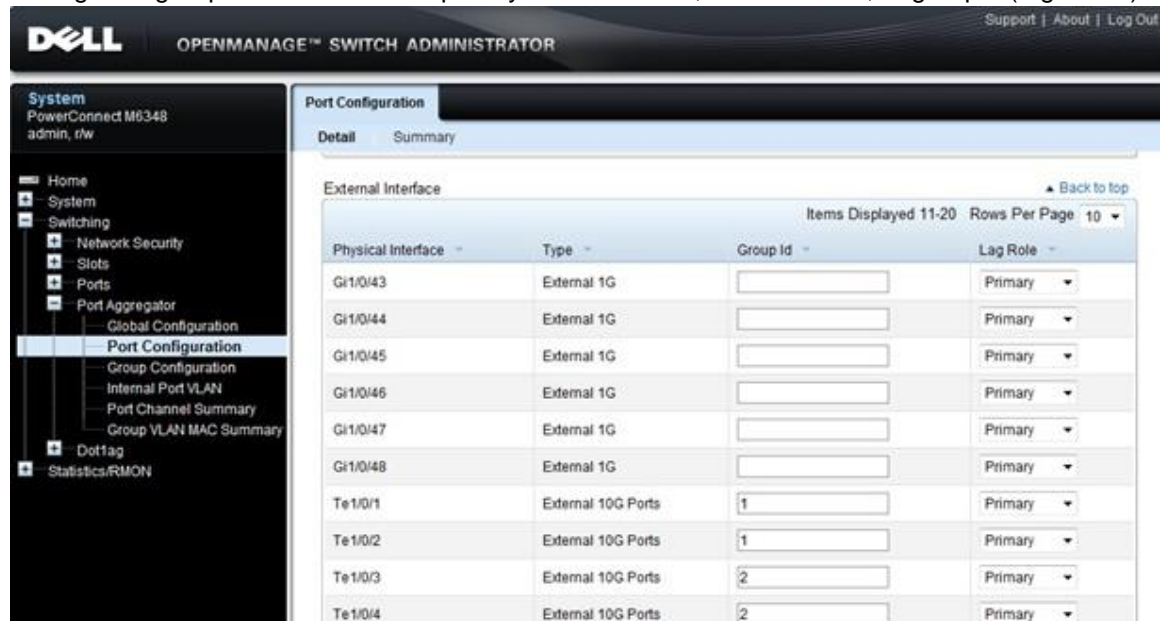 Support | About | Log Out
DELL OPENMANAGE™ SWITCH ADMINISTRATOR
System
PowerConnect M6348
admin, r/w
Home
System
Switching
Network Security
Slots
Ports
Port Aggregator
Global Configuration
Port Configuration
Group Configuration
Internal Port VLAN
Port Channel Summary
Group VLAN MAC Summary
Dot1ag
Statistics/RMON
Port Configuration
Detail Summary
External Interface Back to top
Items Displayed 11-20 Rows Per Page 10
Physical Interface Type Group Id Lag Role
Gi1/0/43 External 1G Primary
Gi1/0/44 External 1G Primary
Gi1/0/45 External 1G Primary
Gi1/0/46 External 1G Primary
Gi1/0/47 External 1G Primary
Gi1/0/48 External 1G Primary
Te1/0/1 External 10G Ports 1 Primary
Te1/0/2 External 10G Ports 1 Primary
Te1/0/3 External 10G Ports 2 Primary
Te1/0/4 External 10G Ports 2 Primary